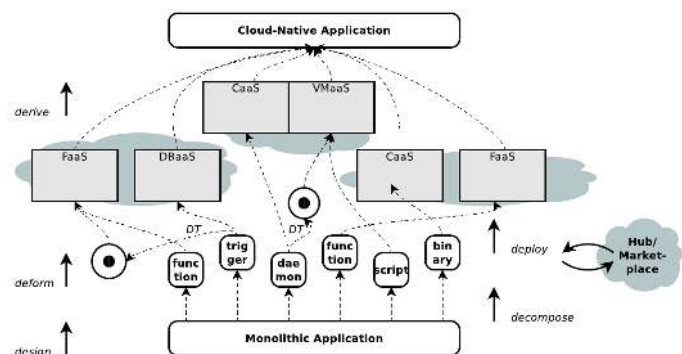 Cloud-Native Application
CaaS
VMaaS
derive
FaaS
DBaaS
CaaS
FaaS
DT
DT
trig
ger
func
tion
dae
mon
func
tion
script
bin
ary
deploy
Hub/
Market-
place
deform
decompose
Monolithic Application
design